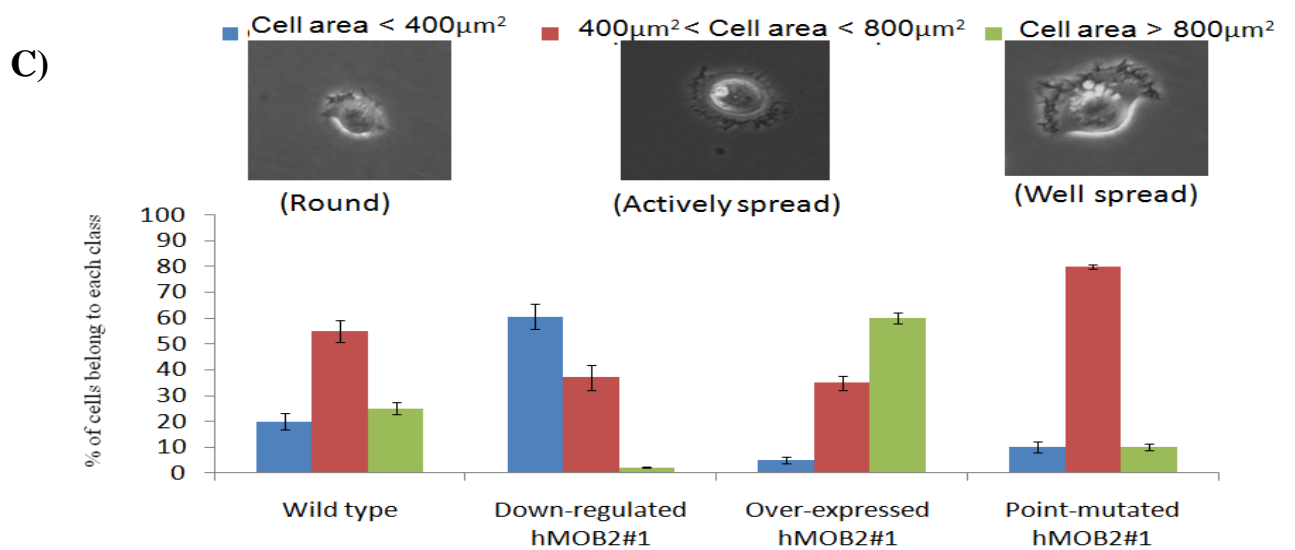 Cell area < 400µm²
400µm² < Cell area < 800µm²
Cell area > 800µm²
C)
(Round)
(Actively spread)
(Well spread)
% of cells belong to each class
100
90
80
70
60
50
40
30
20
10
0
Wild type
Down-regulated
hMOB2#1
Over-expressed
hMOB2#1
Point-mutated
hMOB2#1